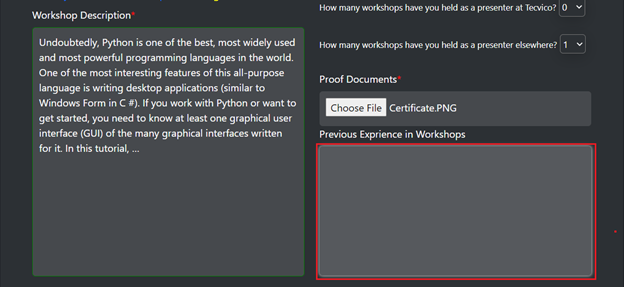 How many workshops have you held as a presenter at Tecvico? 0
Workshop Description*
How many workshops have you held as a presenter elsewhere? 1
Undoubtedly, Python is one of the best, most widely used
and most powerful programming languages in the world.
One of the most interesting features of this all-purpose
language is writing desktop applications (similar to
Windows Form in C #). If you work with Python or want to
get started, you need to know at least one graphical user
interface (GUI) of the many graphical interfaces written
for it. In this tutorial, ...
Proof Documents*
Choose File Certificate.PNG
Previous Exprience in Workshops